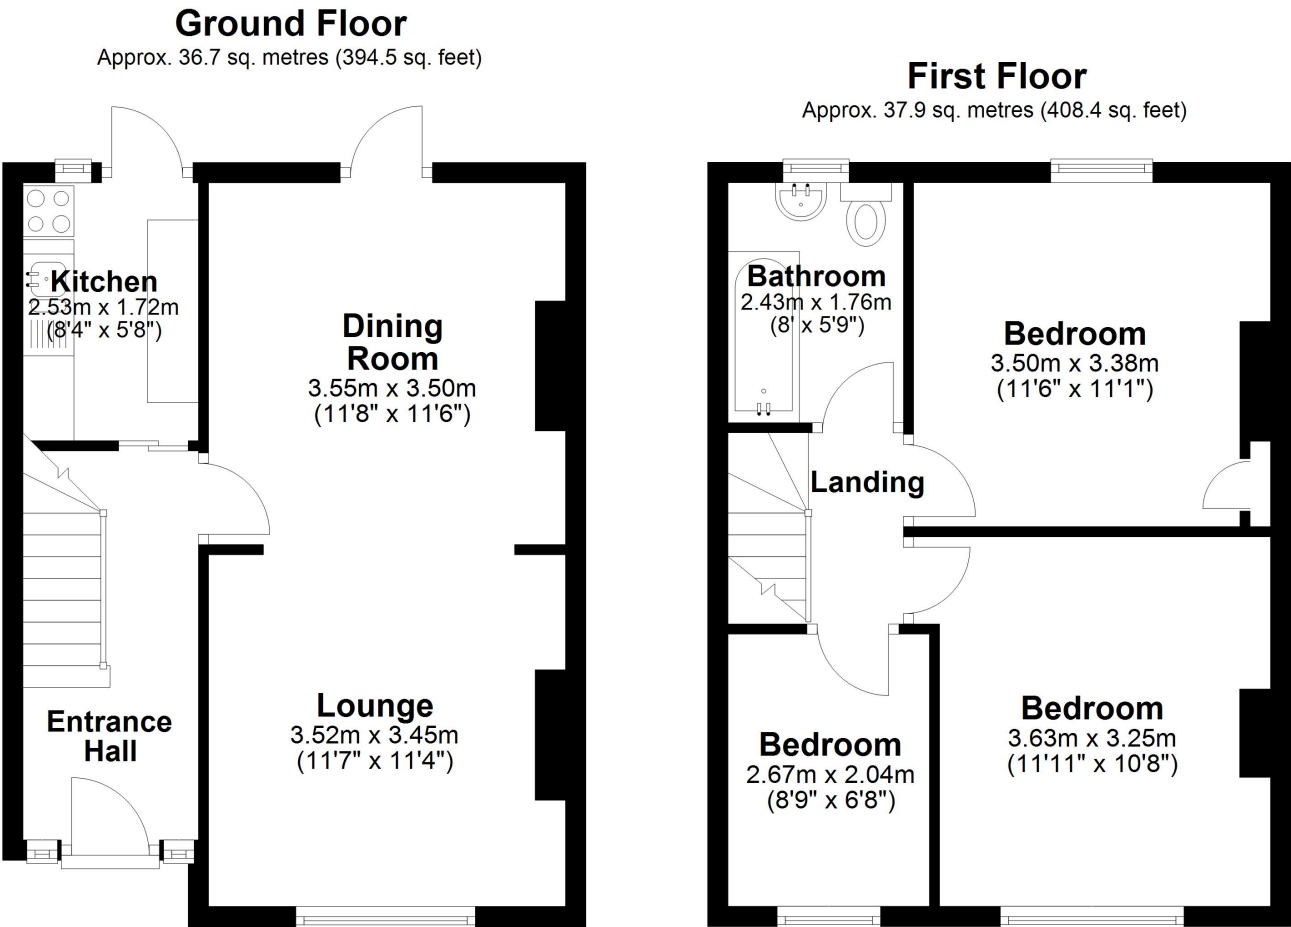 Ground Floor
Approx. 36.7 sq. metres (394.5 sq. feet)
Kitchen
2.53m x 1.72m
(8'4" x 5'8")
Dining
Room
3.55m x 3.50m
(11'8" x 11'6")
Lounge
3.52m x 3.45m
(11'7" x 11'4")
Entrance
Hall
First Floor
Approx. 37.9 sq. metres (408.4 sq. feet)
Bathroom
2.43m x 1.76m
(8' x 5'9")
Bedroom
3.50m x 3.38m
(11'6" x 11'1")
Landing
Bedroom
3.63m x 3.25m
(11'11" x 10'8")
Bedroom
2.67m x 2.04m
(8'9" x 6'8")